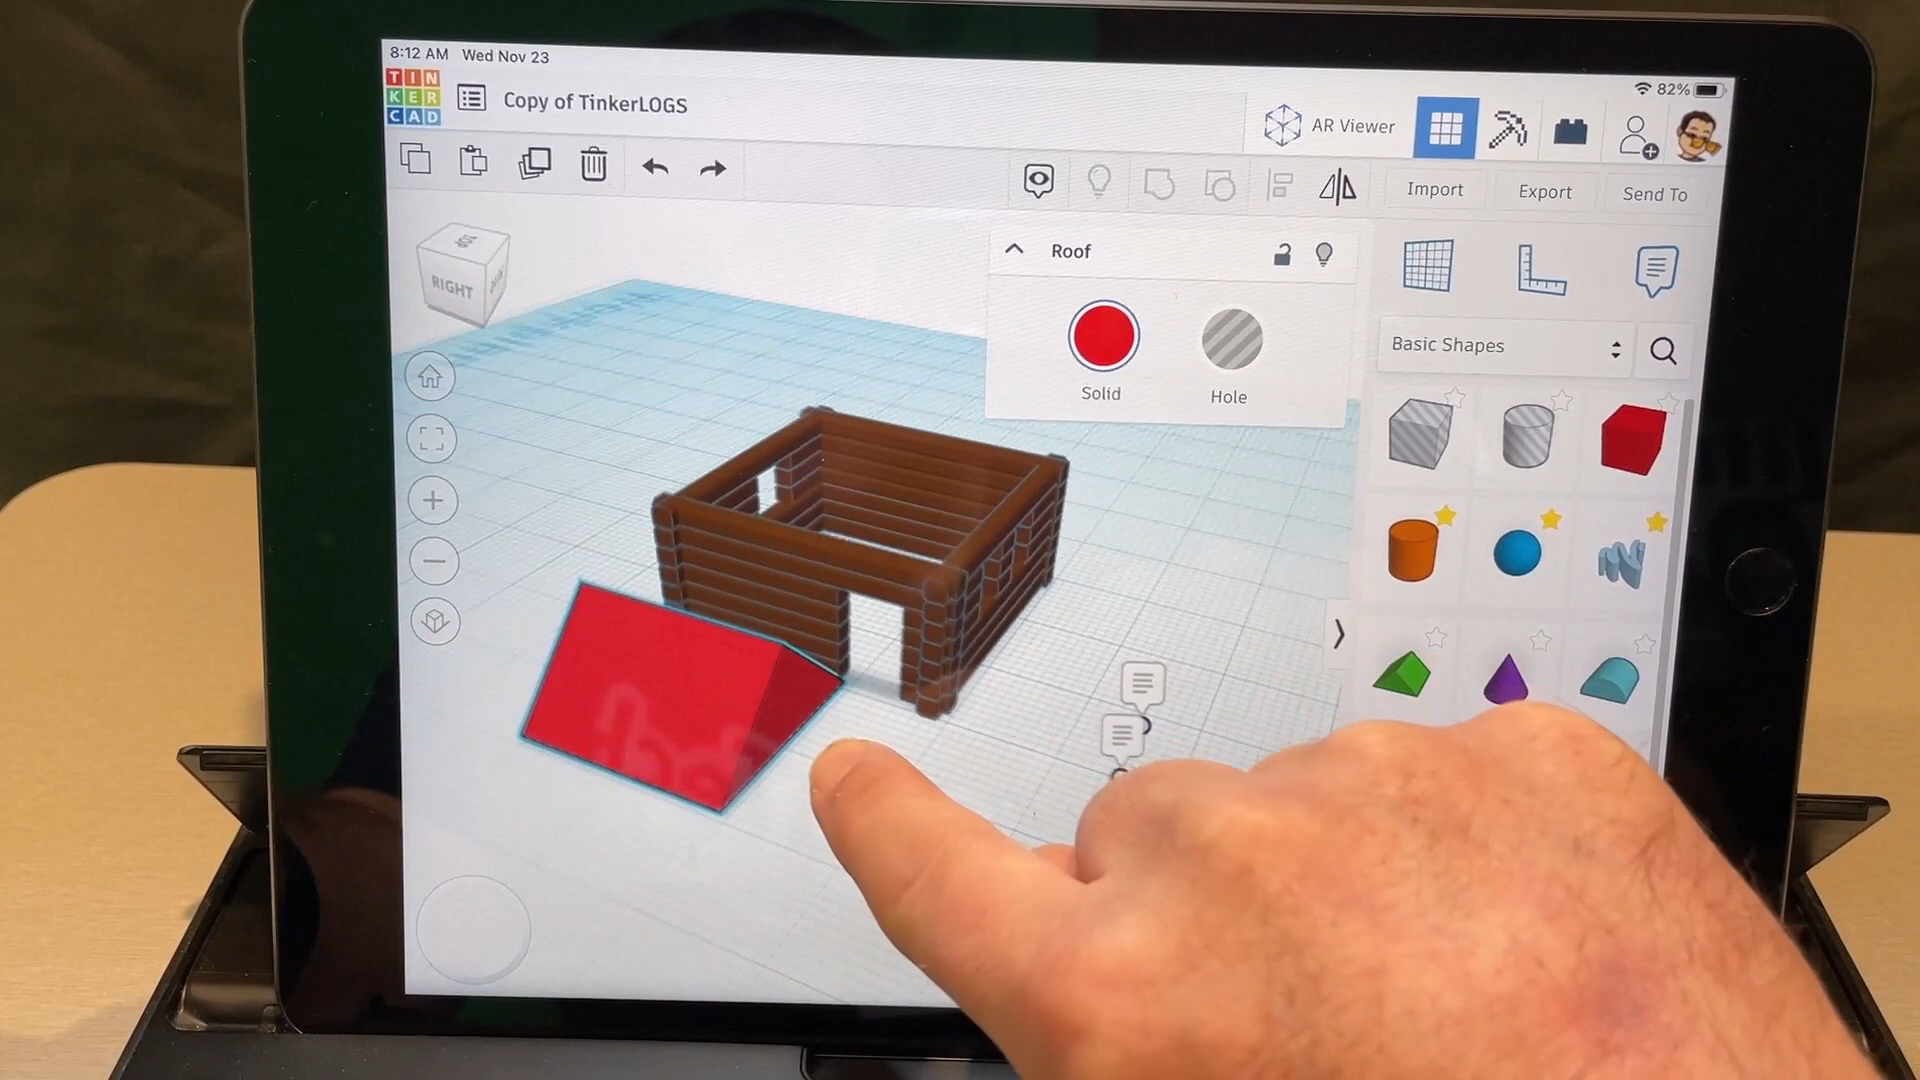 8:12 AM Wed Nov 23
82%
TIN
KER
CAD
Copy of TinkerLOGS
AR Viewer
Import
Export
Send To
TOP
RIGHT
Roof
Solid
Hole
Basic Shapes